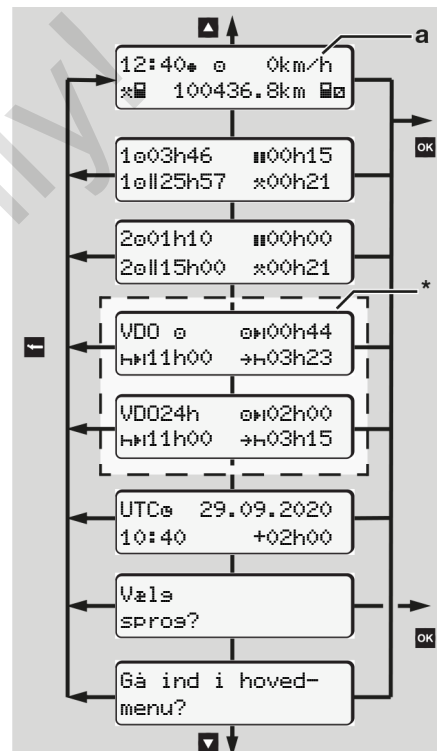 a
12:40 0km/h
100436.8km
OK
1 03h46 00h15
1 25h57 00h21
2 01h10 00h00
2 15h00 00h21
*
VDO 00h44
11h00 03h23
VDO24h 02h00
11h00 03h15
UTC 29.09.2020
10:40 +02h00
Vælg
sprog?
OK
Gå ind i hoved-
menu?